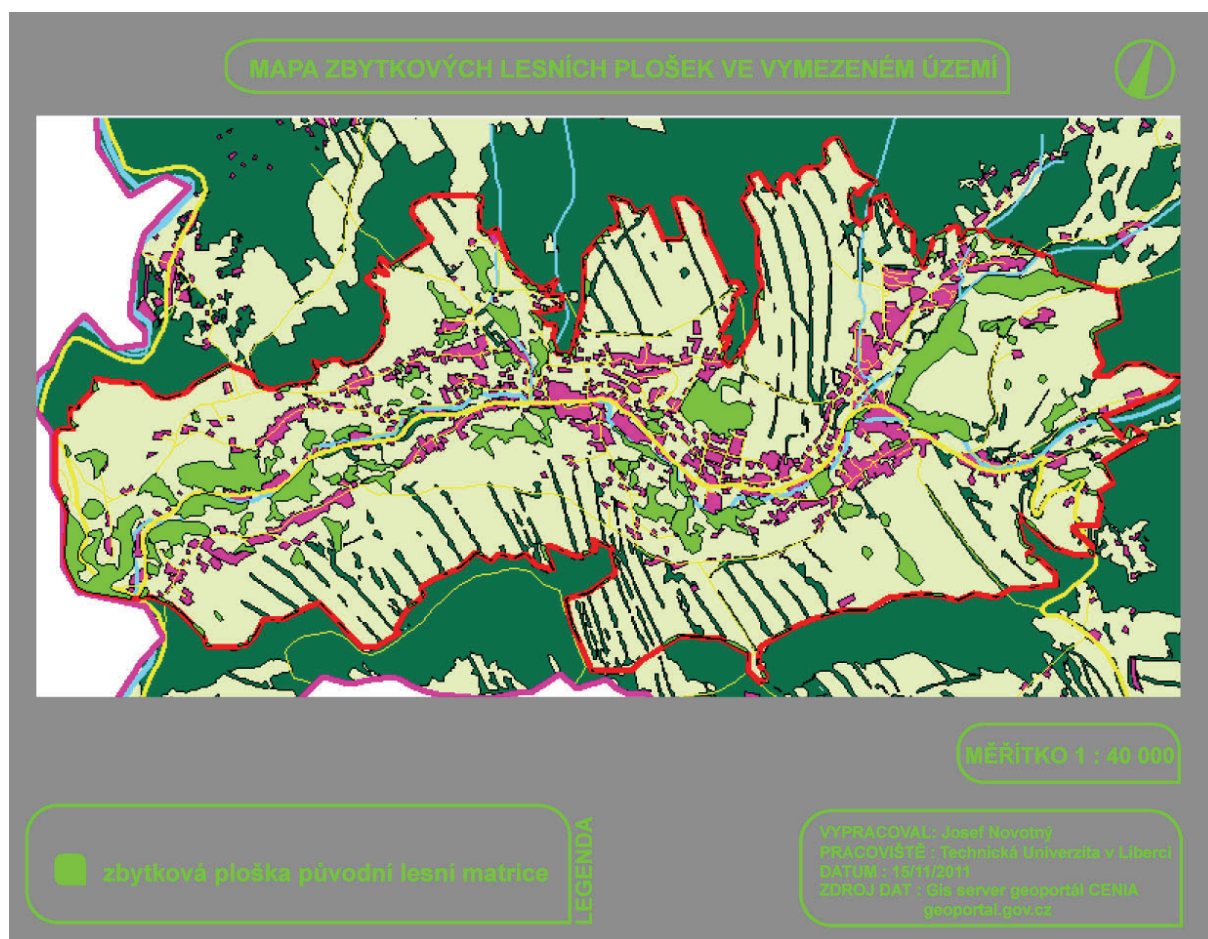 MAPA ZBYTKOVÝCH LESNÍCH PLOŠEK VE VYMEZENÉM ÚZEMÍ
MĚŘÍTKO 1 : 40 000
zbytková ploška původní lesní matrice
LEGENDA
VYPRACOVAL: Josef Novotný
PRACOVIŠTĚ : Technická Univerzita v Liberci
DATUM : 15/11/2011
ZDROJ DAT : Gis server geoportál CENIA
geoportal.gov.cz